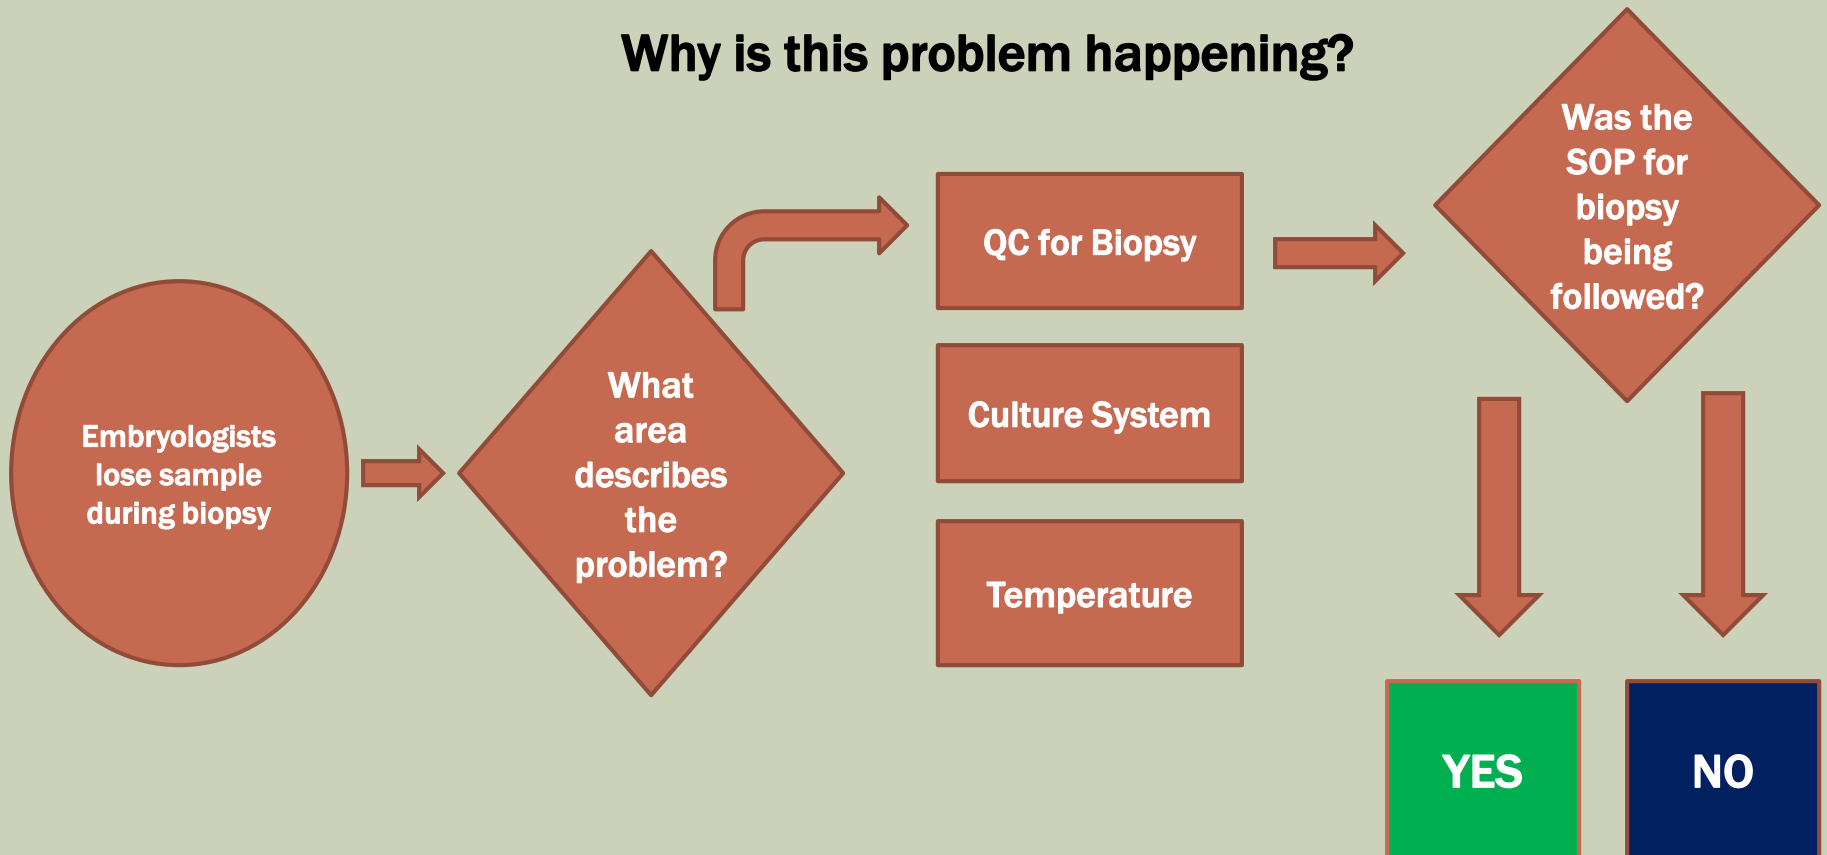 Why is this problem happening?
Embryologists
lose sample
during biopsy
What
area
describes
the
problem?
QC for Biopsy
Culture System
Temperature
Was the
SOP for
biopsy
being
followed?
YES
NO